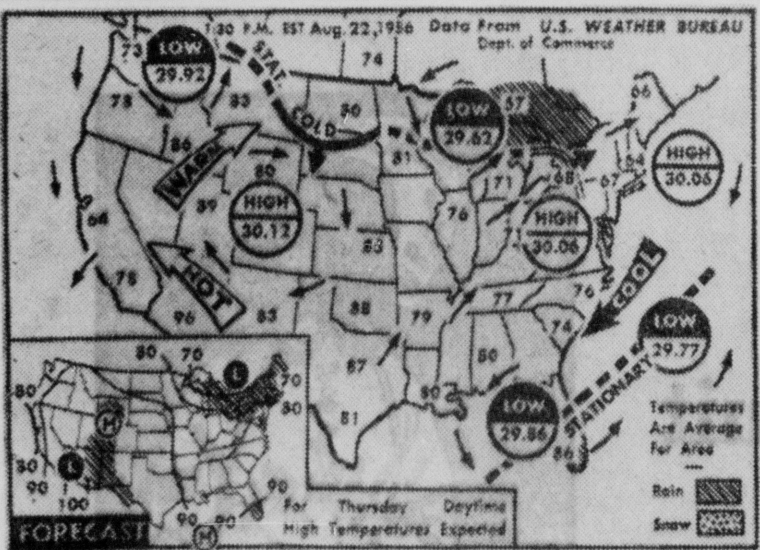 1:30 P.M. EST Aug. 22, 1956 Data From U.S. WEATHER BUREAU
Dept. of Commerce
73
LOW
29.92
STAT.
74
78
83
COLD
80
LOW
29.62
57
66
86
WARM
80
81
HIGH
30.06
64
68
67
71
89
HIGH
30.12
76
HIGH
30.06
71
64
83
COOL
78
HOT
96
83
88
79
77
76
74
LOW
29.77
87
80
80
81
LOW
29.86
STATIONARY
86
Temperatures
Are Average
For Area
Rain
Snow
80 70
L
70
80
80
H
L
80
90
100
90 90 90
H
FORECAST
For Thursday Daytime
High Temperatures Expected